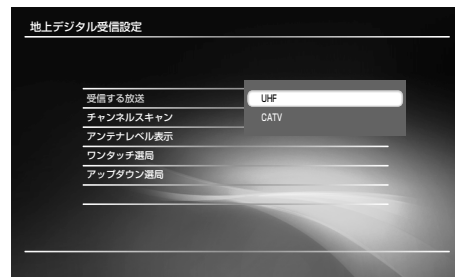 地上デジタル受信設定
受信する放送
UHF
チャンネルスキャン
CATV
アンテナレベル表示
ワンタッチ選局
アップダウン選局